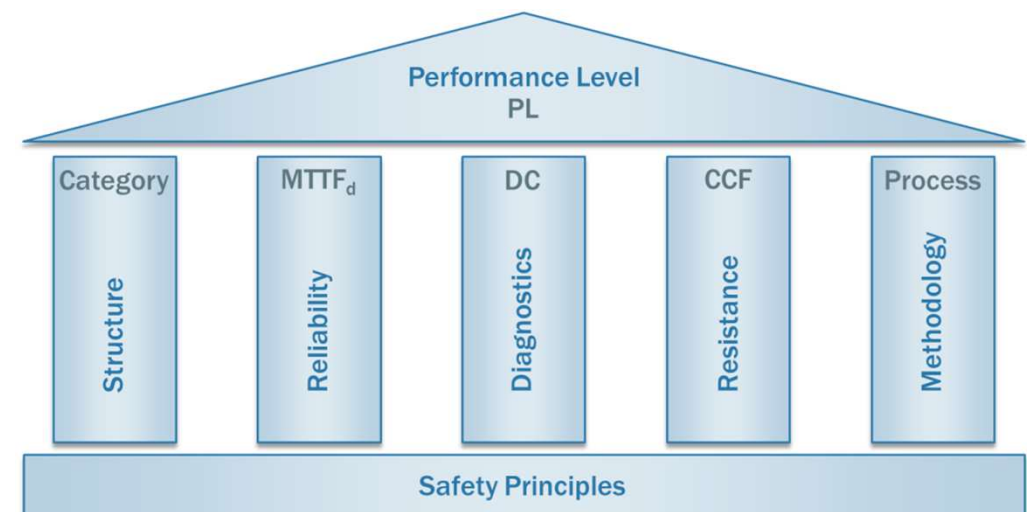 Performance Level
PL
Category
Structure
MTTFd
Reliability
DC
Diagnostics
CCF
Resistance
Process
Methodology
Safety Principles